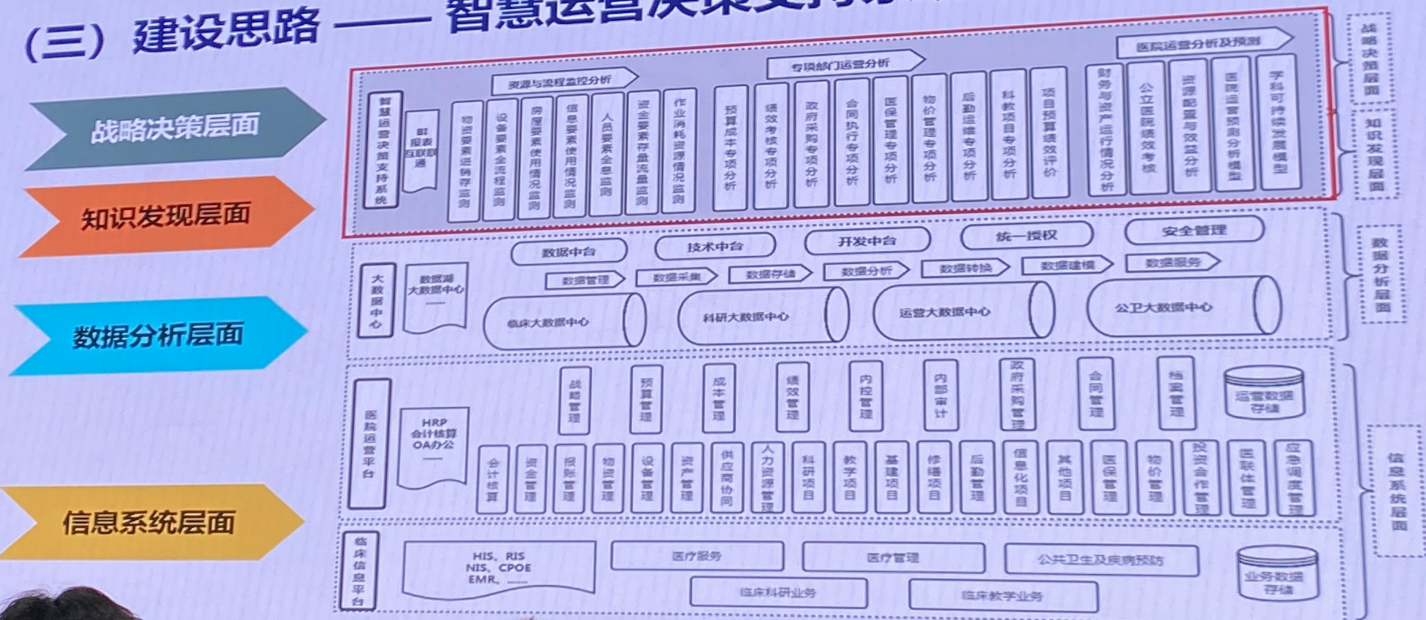 （三）建设思路 —— 智慧运营决策支持
战略决策层面
知识发现层面
数据分析层面
信息系统层面
智慧运营决策支持系统
BI
报表
互联联通
资源与流程监控分析
物资要素进销存监测
设备要素全流程监测
房屋要素使用情况监测
信息要素使用情况监测
人员要素全息监测
资金要素存量流量监测
作业消耗资源情况监测
专项部门运营分析
预算成本专项分析
绩效考核专项分析
政府采购专项分析
合同执行专项分析
医保管理专项分析
物价管理专项分析
后勤运维专项分析
科教项目专项分析
项目预算绩效评价
医院运营分析及预测
财务与资产运行情况分析
公立医院绩效考核
资源配置与效益分析
医院运营预测分析模型
学科可持续发展模型
战略决策层面
知识发现层面
大数据中心
数据湖
大数据中心
……
数据中台
技术中台
开发中台
统一授权
安全管理
数据管理
数据采集
数据存储
数据分析
数据转换
数据建模
数据服务
临床大数据中心
科研大数据中心
运营大数据中心
公卫大数据中心
数据分析层面
医院运营平台
HRP
会计核算
OA办公
……
战略管理
预算管理
成本管理
绩效管理
内控管理
内部审计
政府采购管理
合同管理
档案管理
运营数据
存储
会计核算
资金管理
报账管理
物资管理
设备管理
资产管理
供应商协同
人力资源管理
科研项目
教学项目
基建项目
修缮项目
后勤管理
信息化项目
其他项目
医保管理
物价管理
投资合作管理
医联体管理
应急调度管理
信息系统层面
临床信息平台
HIS、RIS
NIS、CPOE
EMR、……
医疗服务
医疗管理
公共卫生及疾病预防
临床科研业务
临床教学业务
业务数据
存储